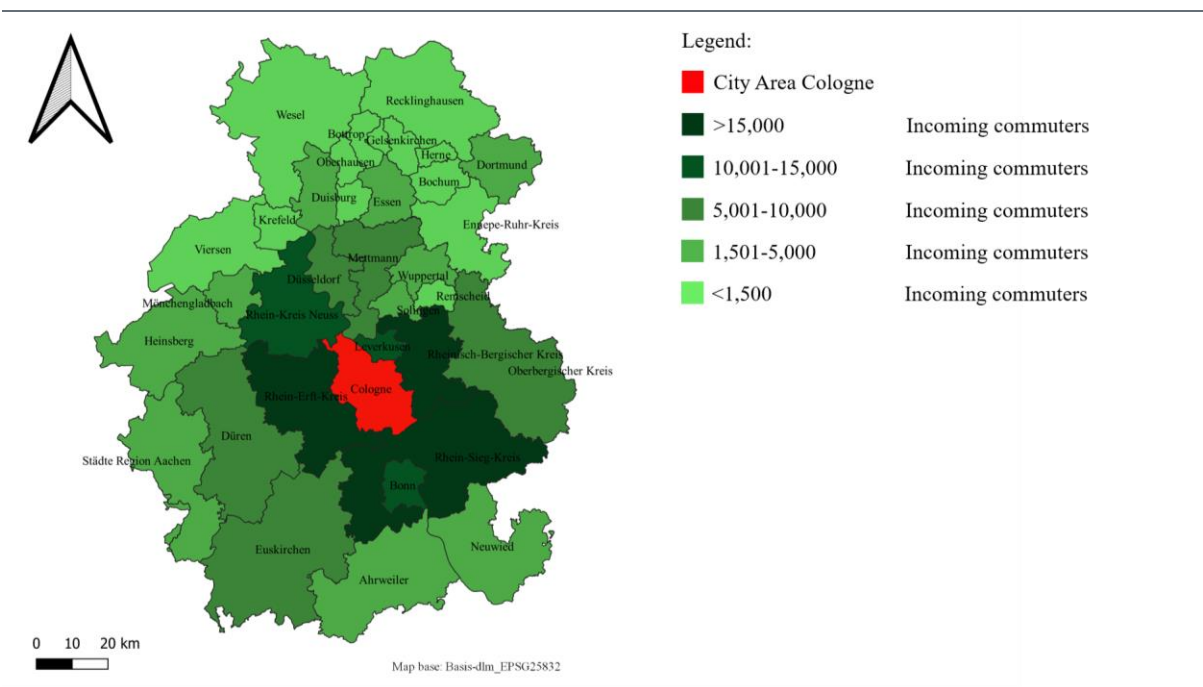 Legend:
City Area Cologne
>15,000 Incoming commuters
10,001-15,000 Incoming commuters
5,001-10,000 Incoming commuters
1,501-5,000 Incoming commuters
<1,500 Incoming commuters
Recklinghausen
Wesel
Bottrop
Gelsenkirchen
Herne
Oberhausen
Dortmund
Bochum
Duisburg
Essen
Krefeld
Ennepe-Ruhr-Kreis
Viersen
Mettmann
Düsseldorf
Wuppertal
Remscheid
Mönchengladbach
Solingen
Rhein-Kreis Neuss
Heinsberg
Leverkusen
Rheinisch-Bergischer Kreis
Oberbergischer Kreis
Cologne
Rhein-Erft-Kreis
Düren
Rhein-Sieg-Kreis
Städte Region Aachen
Bonn
Neuwied
Euskirchen
Ahrweiler
0 10 20 km
Map base: Basis-dlm_EPSG25832